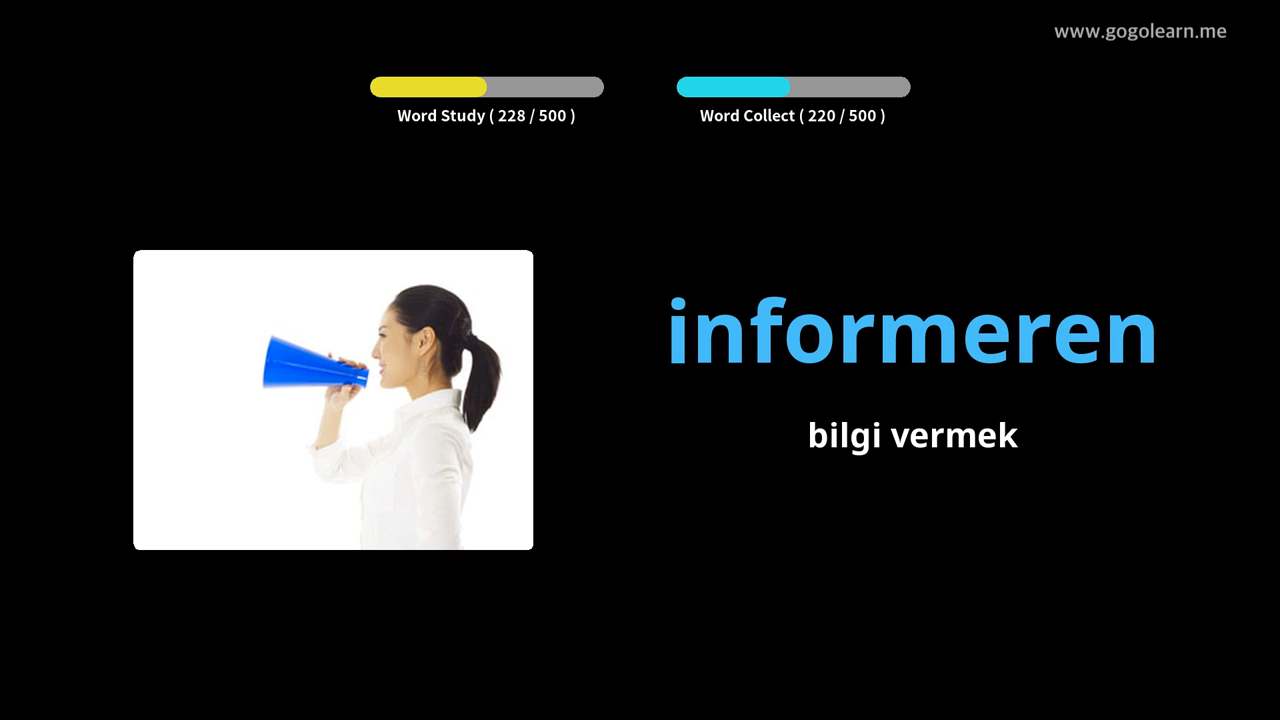 www.gogolearn.me
Word Study ( 228 / 500 )
Word Collect ( 220 / 500 )
informeren
bilgi vermek